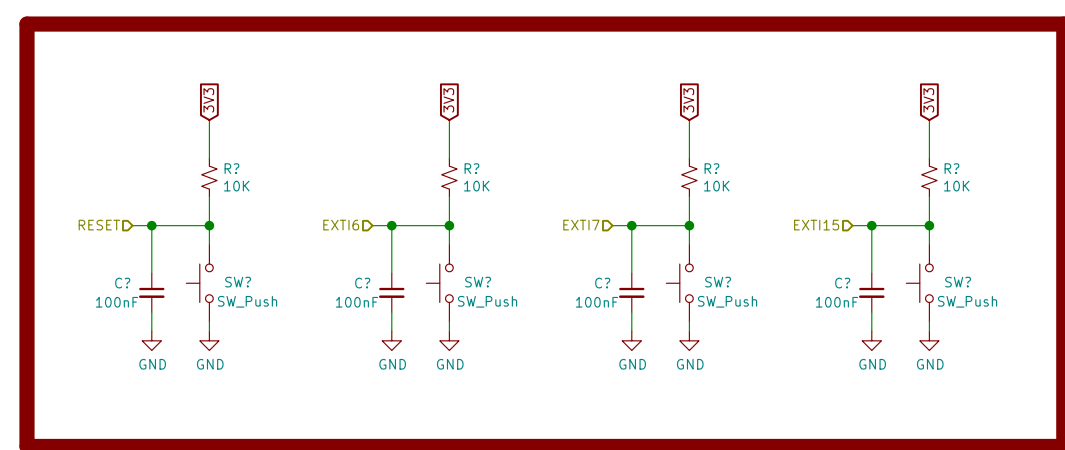 3V3
3V3
3V3
3V3
R?
10K
R?
10K
R?
10K
R?
10K
RESET
EXTI6
EXTI7
EXTI15
C?
100nF
SW?
SW_Push
C?
100nF
SW?
SW_Push
C?
100nF
SW?
SW_Push
C?
100nF
SW?
SW_Push
GND
GND
GND
GND
GND
GND
GND
GND